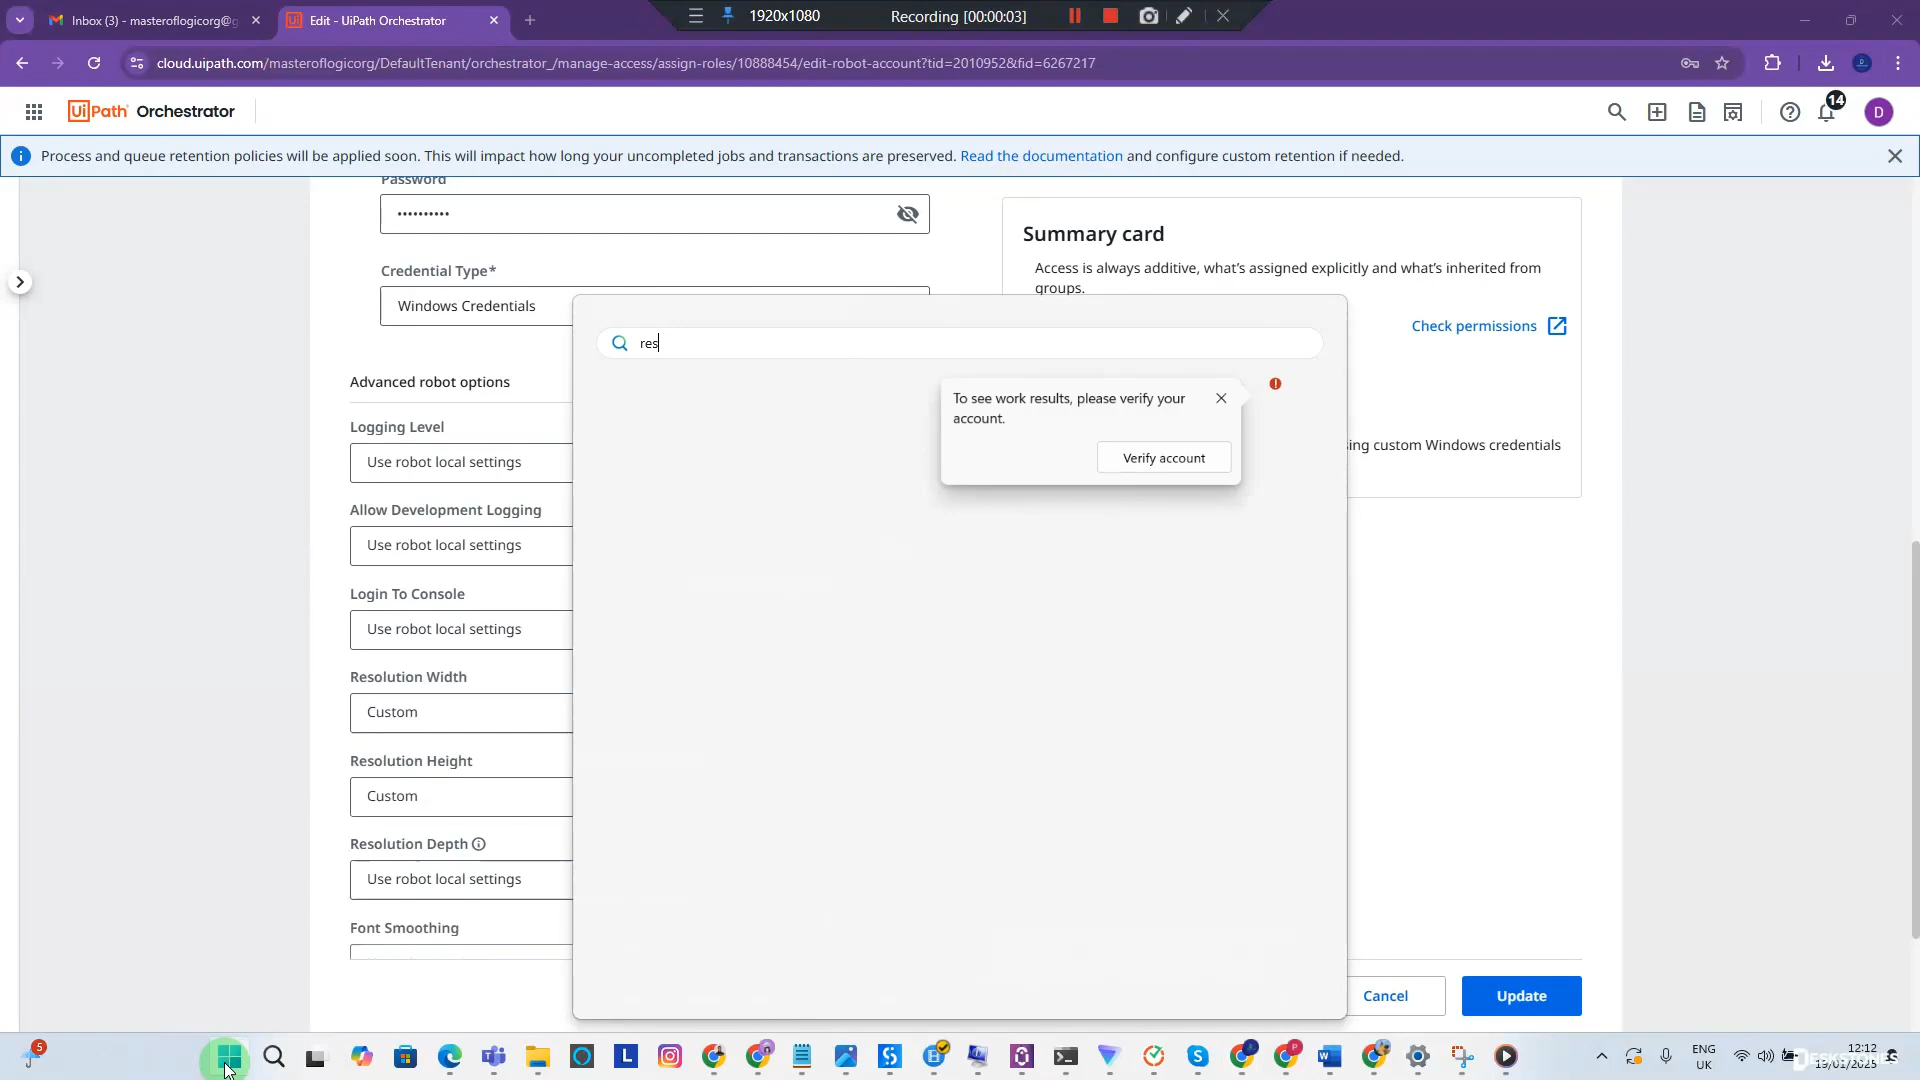 Inbox (3) - masteroflogicorg@g
Edit - UiPath Orchestrator
1920x1080
Recording [00:00:03]
cloud.uipath.com/masteroflogicorg/DefaultTenant/orchestrator_/manage-access/assign-roles/10888454/edit-robot-account?tid=2010952&fid=6267217
UiPath Orchestrator
14
D
Process and queue retention policies will be applied soon. This will impact how long your uncompleted jobs and transactions are preserved. Read the documentation and configure custom retention if needed.
Password
••••••••••
Credential Type*
Windows Credentials
Summary card
Access is always additive, what's assigned explicitly and what's inherited from
groups.
Check permissions
res
To see work results, please verify your
account.
Verify account
ing custom Windows credentials
Advanced robot options
Logging Level
Use robot local settings
Allow Development Logging
Use robot local settings
Login To Console
Use robot local settings
Resolution Width
Custom
Resolution Height
Custom
Resolution Depth
Use robot local settings
Font Smoothing
Cancel
Update
5
ENG
UK
12:12
19/01/2025